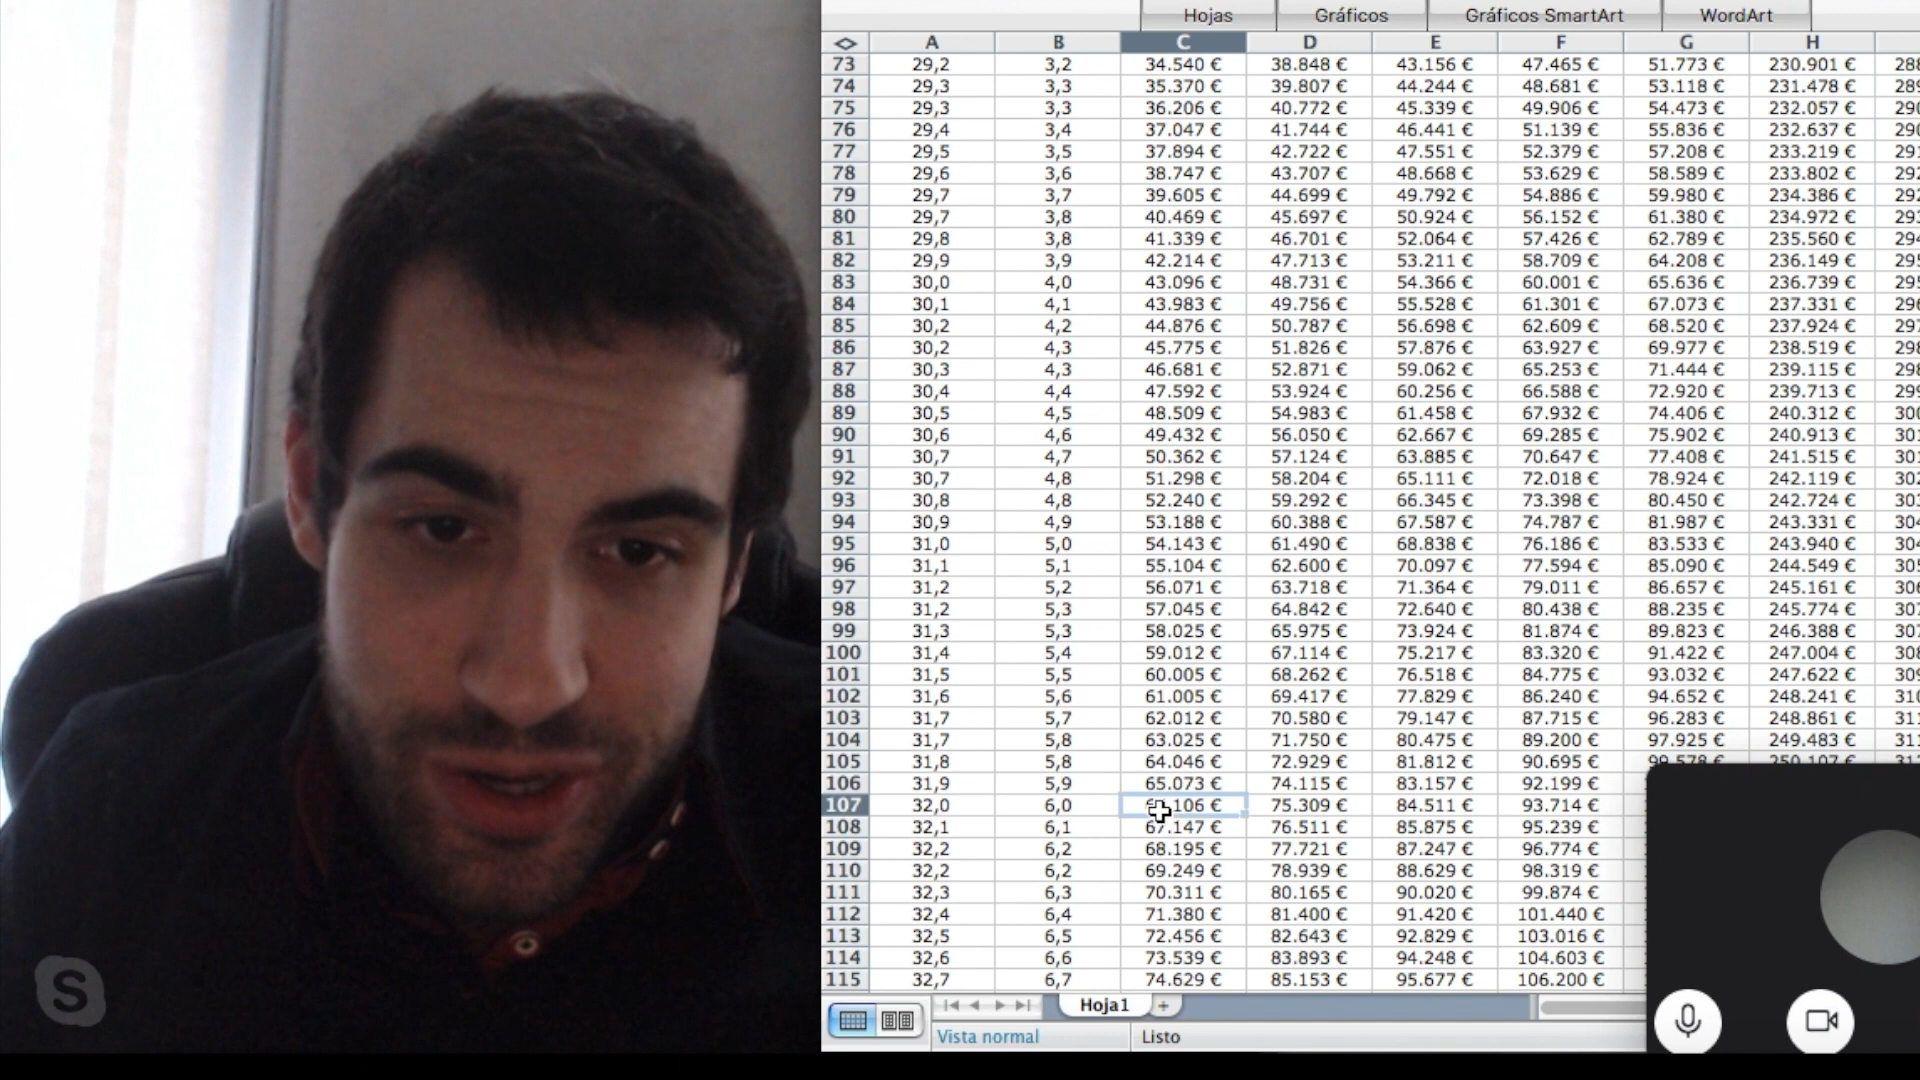 Hojas Gráficos Gráficos SmartArt WordArt
A B C D E F G H
73 29,2 3,2 34.540 € 38.848 € 43.156 € 47.465 € 51.773 € 230.901 €
74 29,3 3,3 35.370 € 39.807 € 44.244 € 48.681 € 53.118 € 231.478 €
75 29,3 3,3 36.206 € 40.772 € 45.339 € 49.906 € 54.473 € 232.057 €
76 29,4 3,4 37.047 € 41.744 € 46.441 € 51.139 € 55.836 € 232.637 €
77 29,5 3,5 37.894 € 42.722 € 47.551 € 52.379 € 57.208 € 233.219 €
78 29,6 3,6 38.747 € 43.707 € 48.668 € 53.629 € 58.589 € 233.802 €
79 29,7 3,7 39.605 € 44.699 € 49.792 € 54.886 € 59.980 € 234.386 €
80 29,7 3,8 40.469 € 45.697 € 50.924 € 56.152 € 61.380 € 234.972 €
81 29,8 3,8 41.339 € 46.701 € 52.064 € 57.426 € 62.789 € 235.560 €
82 29,9 3,9 42.214 € 47.713 € 53.211 € 58.709 € 64.208 € 236.149 €
83 30,0 4,0 43.096 € 48.731 € 54.366 € 60.001 € 65.636 € 236.739 €
84 30,1 4,1 43.983 € 49.756 € 55.528 € 61.301 € 67.073 € 237.331 €
85 30,2 4,2 44.876 € 50.787 € 56.698 € 62.609 € 68.520 € 237.924 €
86 30,2 4,3 45.775 € 51.826 € 57.876 € 63.927 € 69.977 € 238.519 €
87 30,3 4,3 46.681 € 52.871 € 59.062 € 65.253 € 71.444 € 239.115 €
88 30,4 4,4 47.592 € 53.924 € 60.256 € 66.588 € 72.920 € 239.713 €
89 30,5 4,5 48.509 € 54.983 € 61.458 € 67.932 € 74.406 € 240.312 €
90 30,6 4,6 49.432 € 56.050 € 62.667 € 69.285 € 75.902 € 240.913 €
91 30,7 4,7 50.362 € 57.124 € 63.885 € 70.647 € 77.408 € 241.515 €
92 30,7 4,8 51.298 € 58.204 € 65.111 € 72.018 € 78.924 € 242.119 €
93 30,8 4,8 52.240 € 59.292 € 66.345 € 73.398 € 80.450 € 242.724 €
94 30,9 4,9 53.188 € 60.388 € 67.587 € 74.787 € 81.987 € 243.331 €
95 31,0 5,0 54.143 € 61.490 € 68.838 € 76.186 € 83.533 € 243.940 €
96 31,1 5,1 55.104 € 62.600 € 70.097 € 77.594 € 85.090 € 244.549 €
97 31,2 5,2 56.071 € 63.718 € 71.364 € 79.011 € 86.657 € 245.161 €
98 31,2 5,3 57.045 € 64.842 € 72.640 € 80.438 € 88.235 € 245.774 €
99 31,3 5,3 58.025 € 65.975 € 73.924 € 81.874 € 89.823 € 246.388 €
100 31,4 5,4 59.012 € 67.114 € 75.217 € 83.320 € 91.422 € 247.004 €
101 31,5 5,5 60.005 € 68.262 € 76.518 € 84.775 € 93.032 € 247.622 €
102 31,6 5,6 61.005 € 69.417 € 77.829 € 86.240 € 94.652 € 248.241 €
103 31,7 5,7 62.012 € 70.580 € 79.147 € 87.715 € 96.283 € 248.861 €
104 31,7 5,8 63.025 € 71.750 € 80.475 € 89.200 € 97.925 € 249.483 €
105 31,8 5,8 64.046 € 72.929 € 81.812 € 90.695 €
106 31,9 5,9 65.073 € 74.115 € 83.157 € 92.199 €
107 32,0 6,0 106 € 75.309 € 84.511 € 93.714 €
108 32,1 6,1 67.147 € 76.511 € 85.875 € 95.239 €
109 32,2 6,2 68.195 € 77.721 € 87.247 € 96.774 €
110 32,2 6,2 69.249 € 78.939 € 88.629 € 98.319 €
111 32,3 6,3 70.311 € 80.165 € 90.020 € 99.874 €
112 32,4 6,4 71.380 € 81.400 € 91.420 € 101.440 €
113 32,5 6,5 72.456 € 82.643 € 92.829 € 103.016 €
114 32,6 6,6 73.539 € 83.893 € 94.248 € 104.603 €
115 32,7 6,7 74.629 € 85.153 € 95.677 € 106.200 €
Hoja1
Vista normal Listo
S